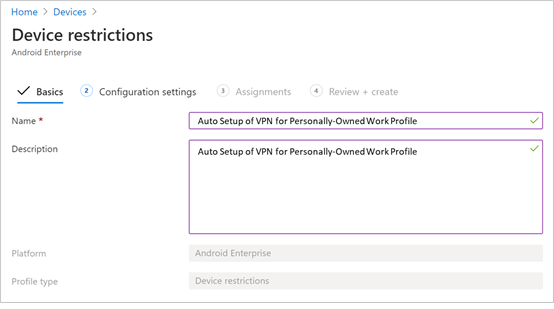 Home > Devices >
Device restrictions
Android Enterprise
Basics 2 Configuration settings 3 Assignments 4 Review + create
Name * Auto Setup of VPN for Personally-Owned Work Profile
Description Auto Setup of VPN for Personally-Owned Work Profile
Platform Android Enterprise
Profile type Device restrictions